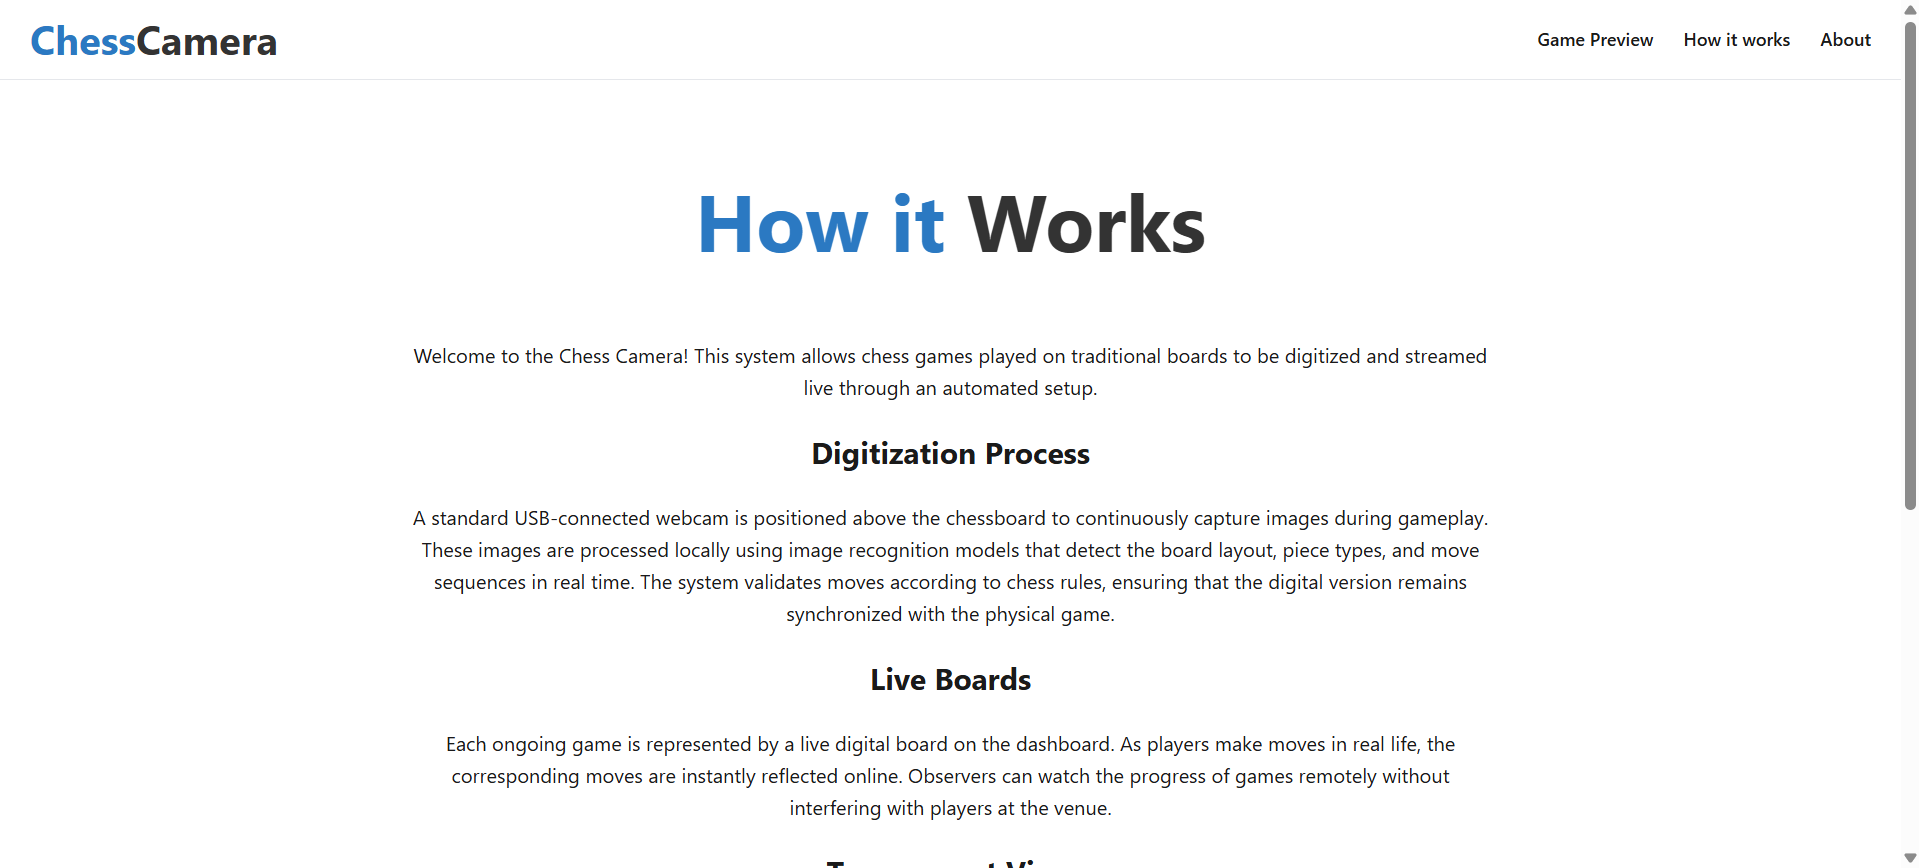 ChessCamera
Game Preview How it works About
How it Works
Welcome to the Chess Camera! This system allows chess games played on traditional boards to be digitized and streamed
live through an automated setup.
Digitization Process
A standard USB-connected webcam is positioned above the chessboard to continuously capture images during gameplay.
These images are processed locally using image recognition models that detect the board layout, piece types, and move
sequences in real time. The system validates moves according to chess rules, ensuring that the digital version remains
synchronized with the physical game.
Live Boards
Each ongoing game is represented by a live digital board on the dashboard. As players make moves in real life, the
corresponding moves are instantly reflected online. Observers can watch the progress of games remotely without
interfering with players at the venue.